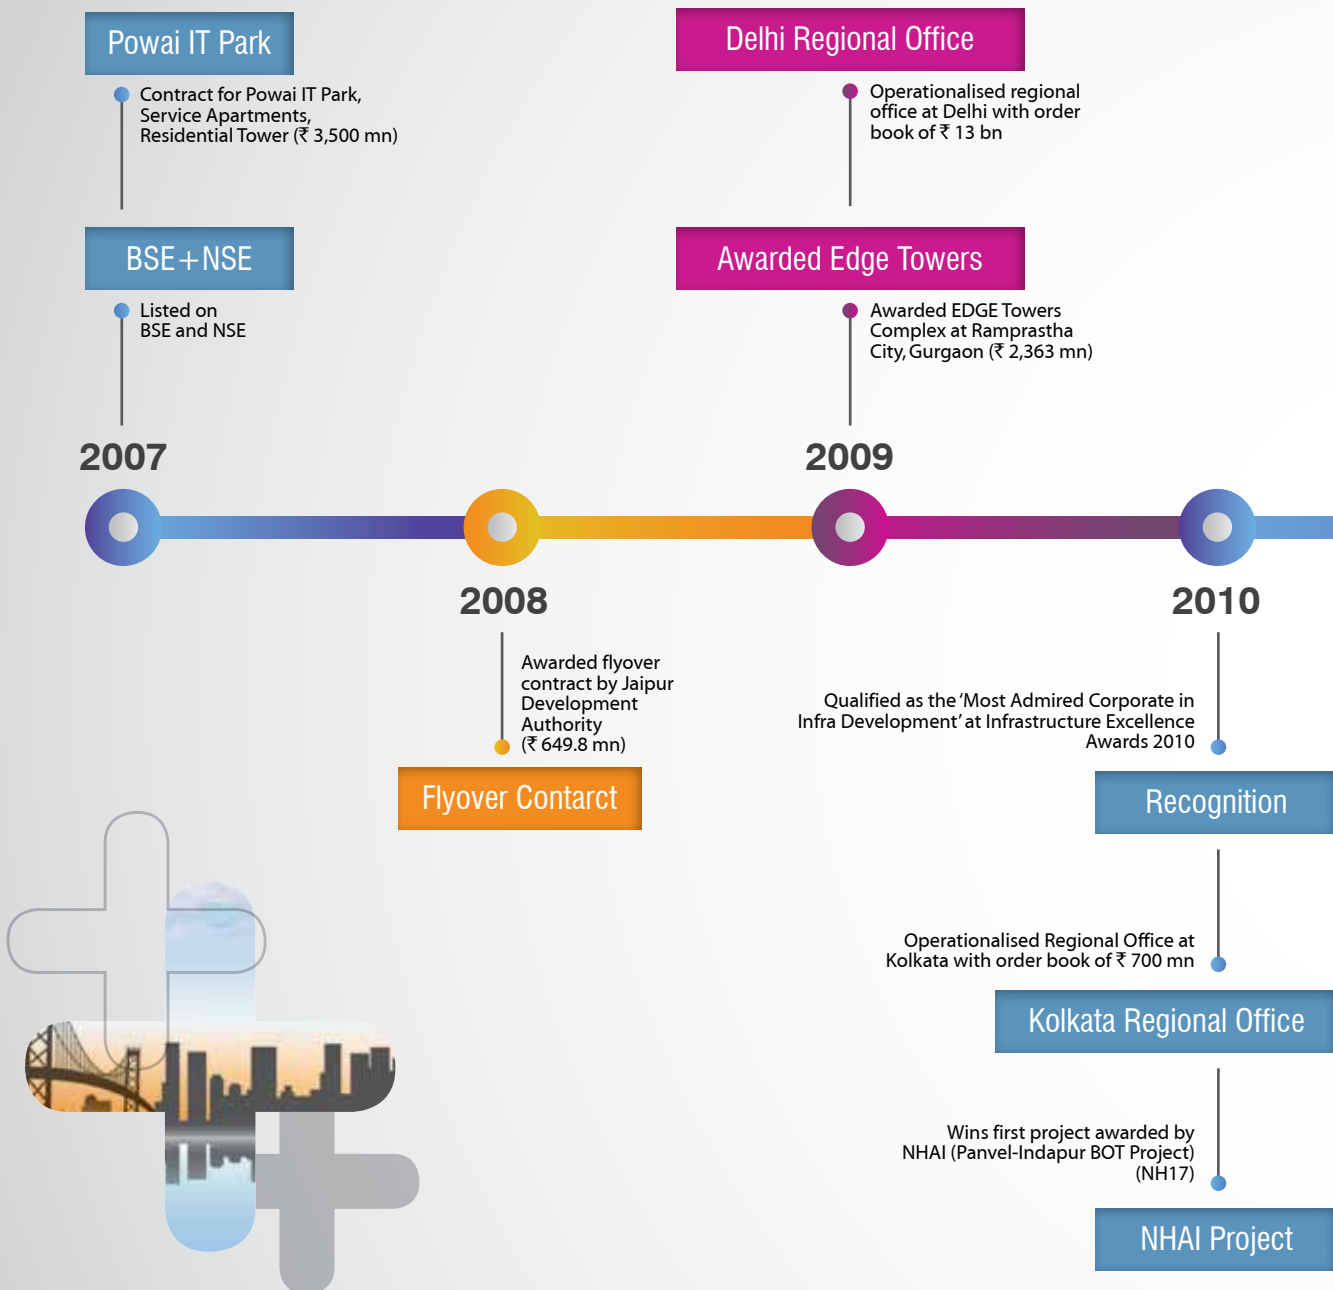 Powai IT Park
Contract for Powai IT Park,
Service Apartments,
Residential Tower (₹ 3,500 mn)
BSE+NSE
Listed on
BSE and NSE
2007
Delhi Regional Office
Operationalised regional
office at Delhi with order
book of ₹ 13 bn
Awarded Edge Towers
Awarded EDGE Towers
Complex at Ramprastha
City, Gurgaon (₹ 2,363 mn)
2009
2008
Awarded flyover
contract by Jaipur
Development
Authority
(₹ 649.8 mn)
Flyover Contarct
2010
Qualified as the ‘Most Admired Corporate in
Infra Development’ at Infrastructure Excellence
Awards 2010
Recognition
Operationalised Regional Office at
Kolkata with order book of ₹ 700 mn
Kolkata Regional Office
Wins first project awarded by
NHAI (Panvel-Indapur BOT Project)
(NH17)
NHAI Project